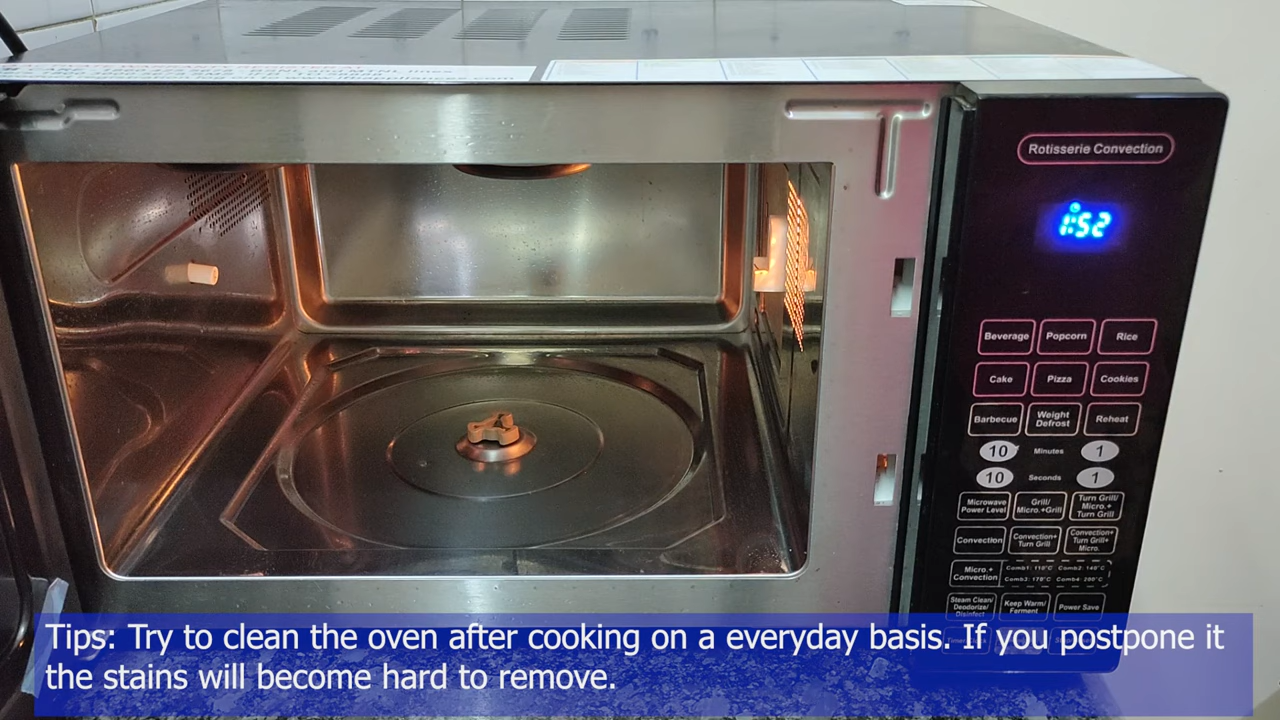 Rotisserie Convection
1:52
Beverage Popcorn Rice
Cake Pizza Cookies
Barbecue Weight Defrost Reheat
10 Minutes 1
10 Seconds 1
Microwave Power Level Grill/ Micro.+Grill Turn Grill/ Micro.+ Turn Grill
Convection Convection+ Turn Grill Convection+ Turn Grill+ Micro.
Micro.+ Convection Comb1: 110°C Comb2: 140°C
Comb3: 170°C Comb4: 200°C
Steam Clean/ Deodorize/ Disinfect Keep Warm/ Ferment Power Save
Tips: Try to clean the oven after cooking on a everyday basis. If you postpone it
the stains will become hard to remove.